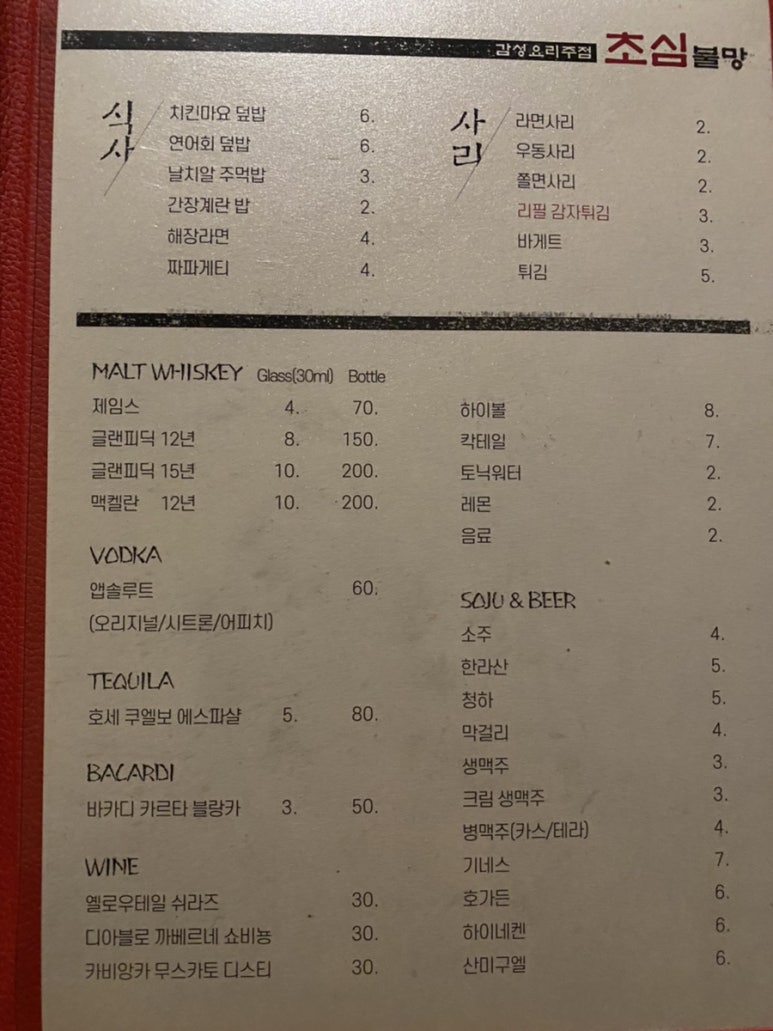 감성요리주점 초심불망
식사
치킨마요 덮밥 6.
연어회 덮밥 6.
날치알 주먹밥 3.
간장계란 밥 2.
해장라면 4.
짜파게티 4.
사리
라면사리 2.
우동사리 2.
쫄면사리 2.
리필 감자튀김 3.
바게트 3.
튀김 5.
MALT WHISKEY Glass(30ml) Bottle
제임스 4. 70.
글랜피딕 12년 8. 150.
글랜피딕 15년 10. 200.
맥켈란 12년 10. 200.
VODKA
앱솔루트 60.
(오리지널/시트론/어피치)
TEQUILA
호세 쿠엘보 에스파샬 5. 80.
BACARDI
바카디 카르타 블랑카 3. 50.
WINE
옐로우테일 쉬라즈 30.
디아블로 까베르네 쇼비뇽 30.
카비앙카 무스카토 디스티 30.
하이볼 8.
칵테일 7.
토닉워터 2.
레몬 2.
음료 2.
SOJU & BEER
소주 4.
한라산 5.
청하 5.
막걸리 4.
생맥주 3.
크림 생맥주 3.
병맥주(카스/테라) 4.
기네스 7.
호가든 6.
하이네켄 6.
산미구엘 6.